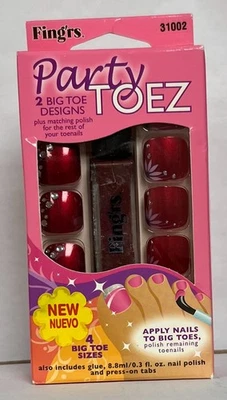 Fing'rs
31002
Party
TOEZ
2 BIG TOE
DESIGNS
plus matching polish
for the rest of
your toenails
Fing'rs
NEW
NUEVO
4
BIG TOE
SIZES
APPLY NAILS
TO BIG TOES,
polish remaining
toenails
also includes glue, 8.8ml/0.3 fl. oz. nail polish
and press-on tabs